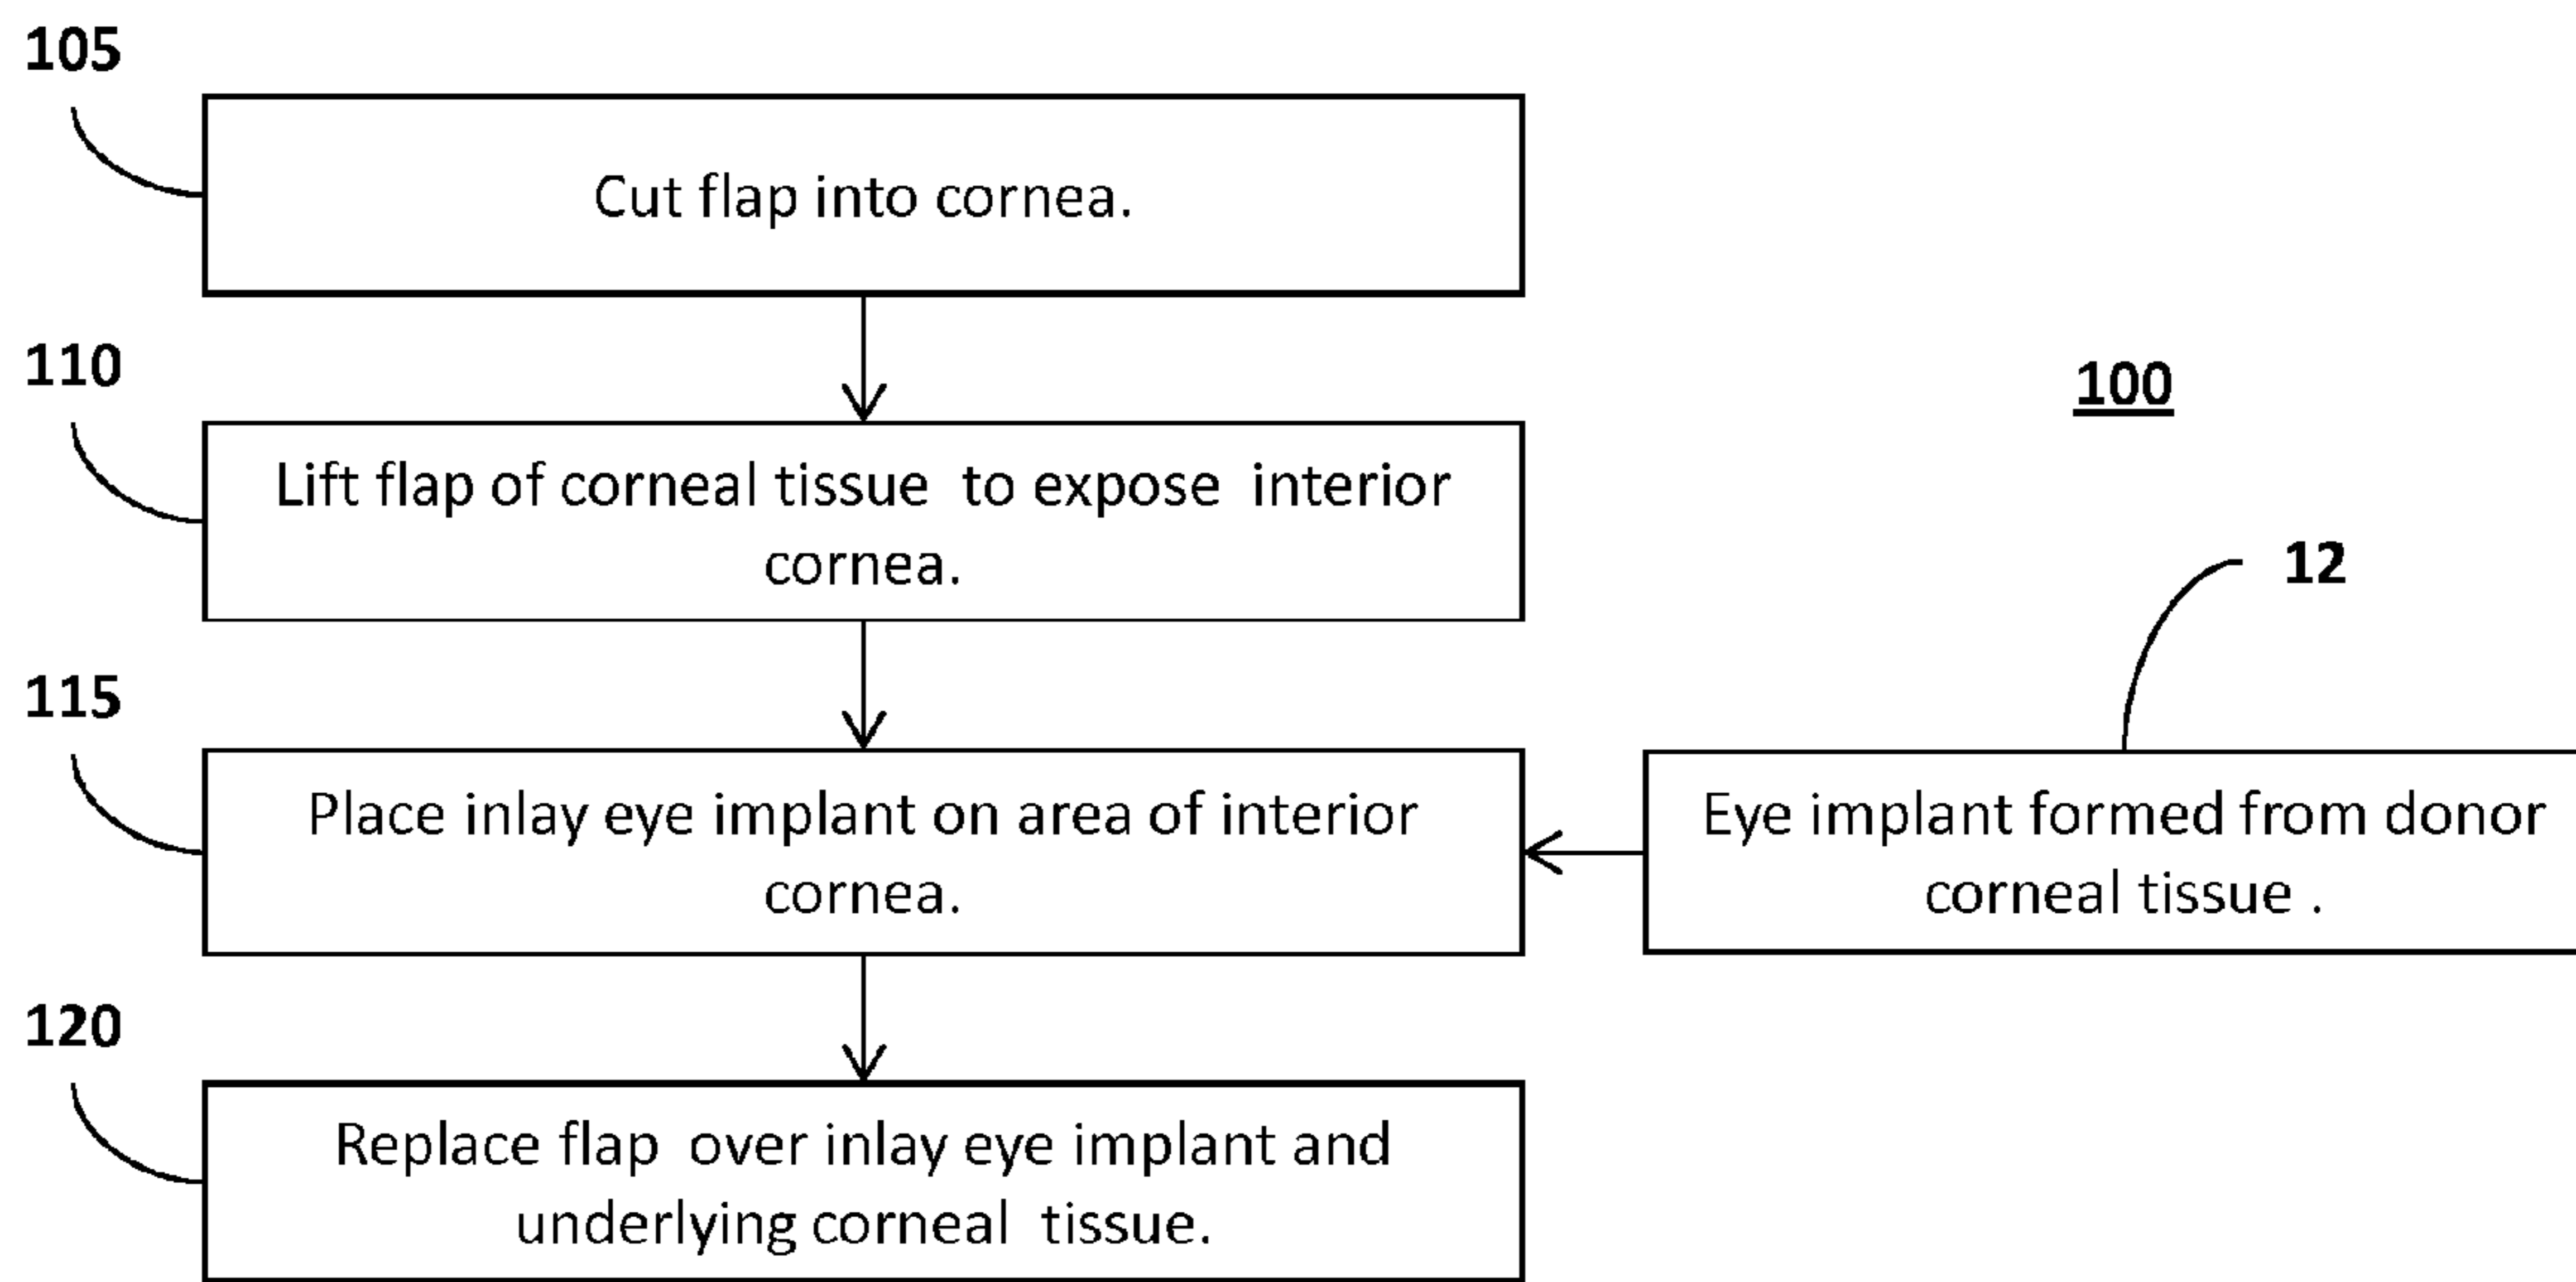 105
Cut flap into cornea.
110
Lift flap of corneal tissue to expose interior
cornea.
100
12
115
Place inlay eye implant on area of interior
cornea.
Eye implant formed from donor
corneal tissue .
120
Replace flap over inlay eye implant and
underlying corneal tissue.